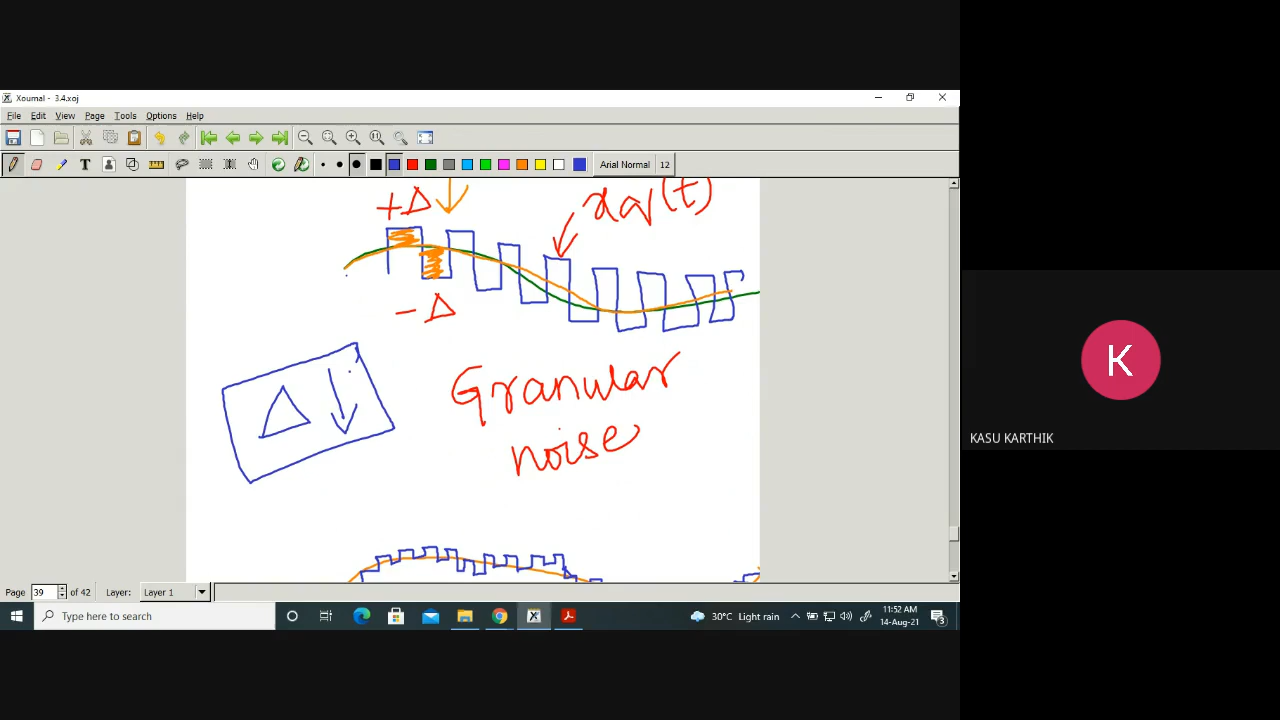 Xournal - 3.4.xoj
File Edit View Page Tools Options Help
Arial Normal 12
+Δ
xq(t)
-Δ
Δ ↓
Granular
noise
KASU KARTHIK
K
Page 39 of 42 Layer: Layer 1
Type here to search
30°C Light rain
11:52 AM
14-Aug-21
3